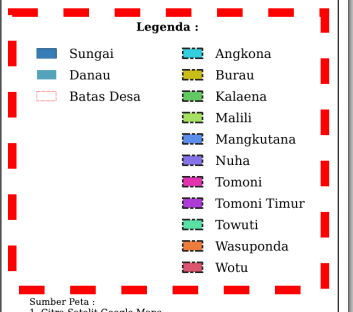 Legenda :
Sungai
Danau
Batas Desa
Angkona
Burau
Kalaena
Malili
Mangkutana
Nuha
Tomoni
Tomoni Timur
Towuti
Wasuponda
Wotu
Sumber Peta :
1. Citra Satelit Google Maps